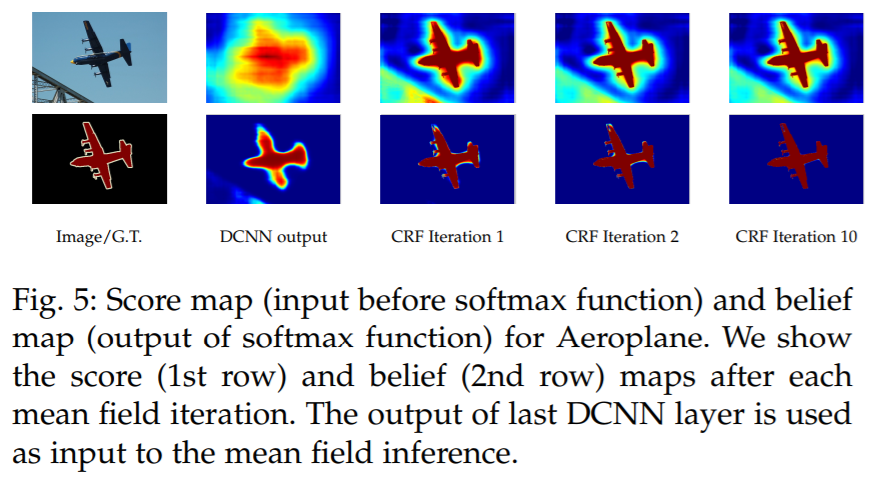 Image/G.T.
DCNN output
CRF Iteration 1
CRF Iteration 2
CRF Iteration 10
Fig. 5: Score map (input before softmax function) and belief
map (output of softmax function) for Aeroplane. We show
the score (1st row) and belief (2nd row) maps after each
mean field iteration. The output of last DCNN layer is used
as input to the mean field inference.